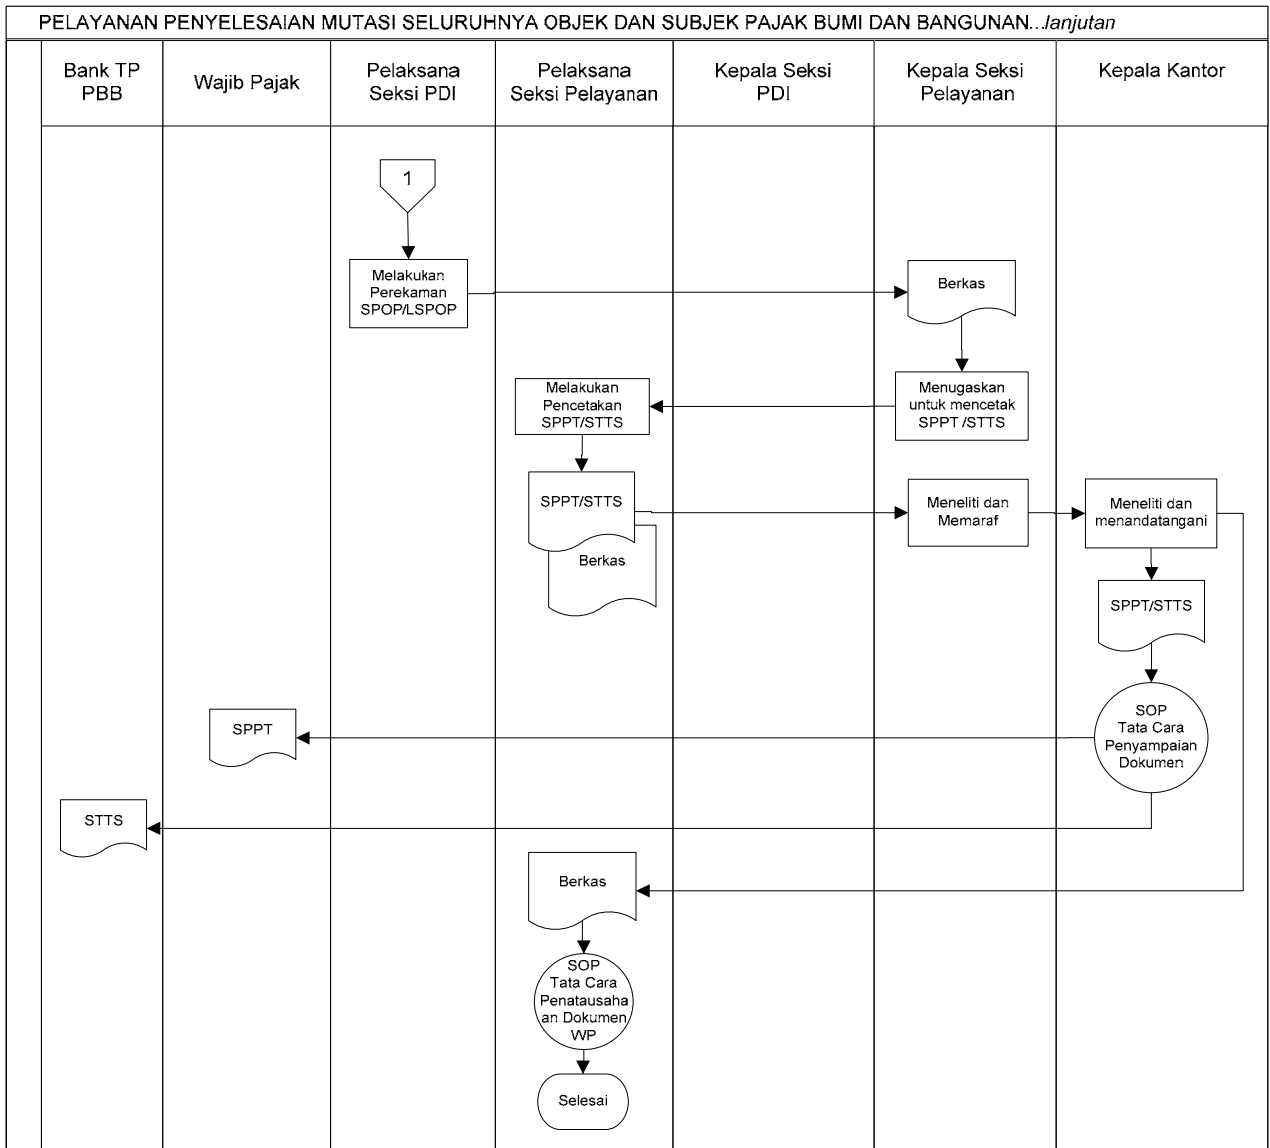 PELAYANAN PENYELESAIAN MUTASI SELURUHNYA OBJEK DAN SUBJEK PAJAK BUMI DAN BANGUNAN...lanjutan
Bank TP
PBB
Wajib Pajak
Pelaksana
Seksi PDI
Pelaksana
Seksi Pelayanan
Kepala Seksi
PDI
Kepala Seksi
Pelayanan
Kepala Kantor
1
Melakukan
Perekaman
SPOP/LSPOP
Berkas
Menugaskan
untuk mencetak
SPPT /STTS
Melakukan
Pencetakan
SPPT/STTS
SPPT/STTS
Berkas
Meneliti dan
Memaraf
Meneliti dan
menandatangani
SPPT/STTS
SOP
Tata Cara
Penyampaian
Dokumen
SPPT
STTS
Berkas
SOP
Tata Cara
Penatausaha
an Dokumen
WP
Selesai